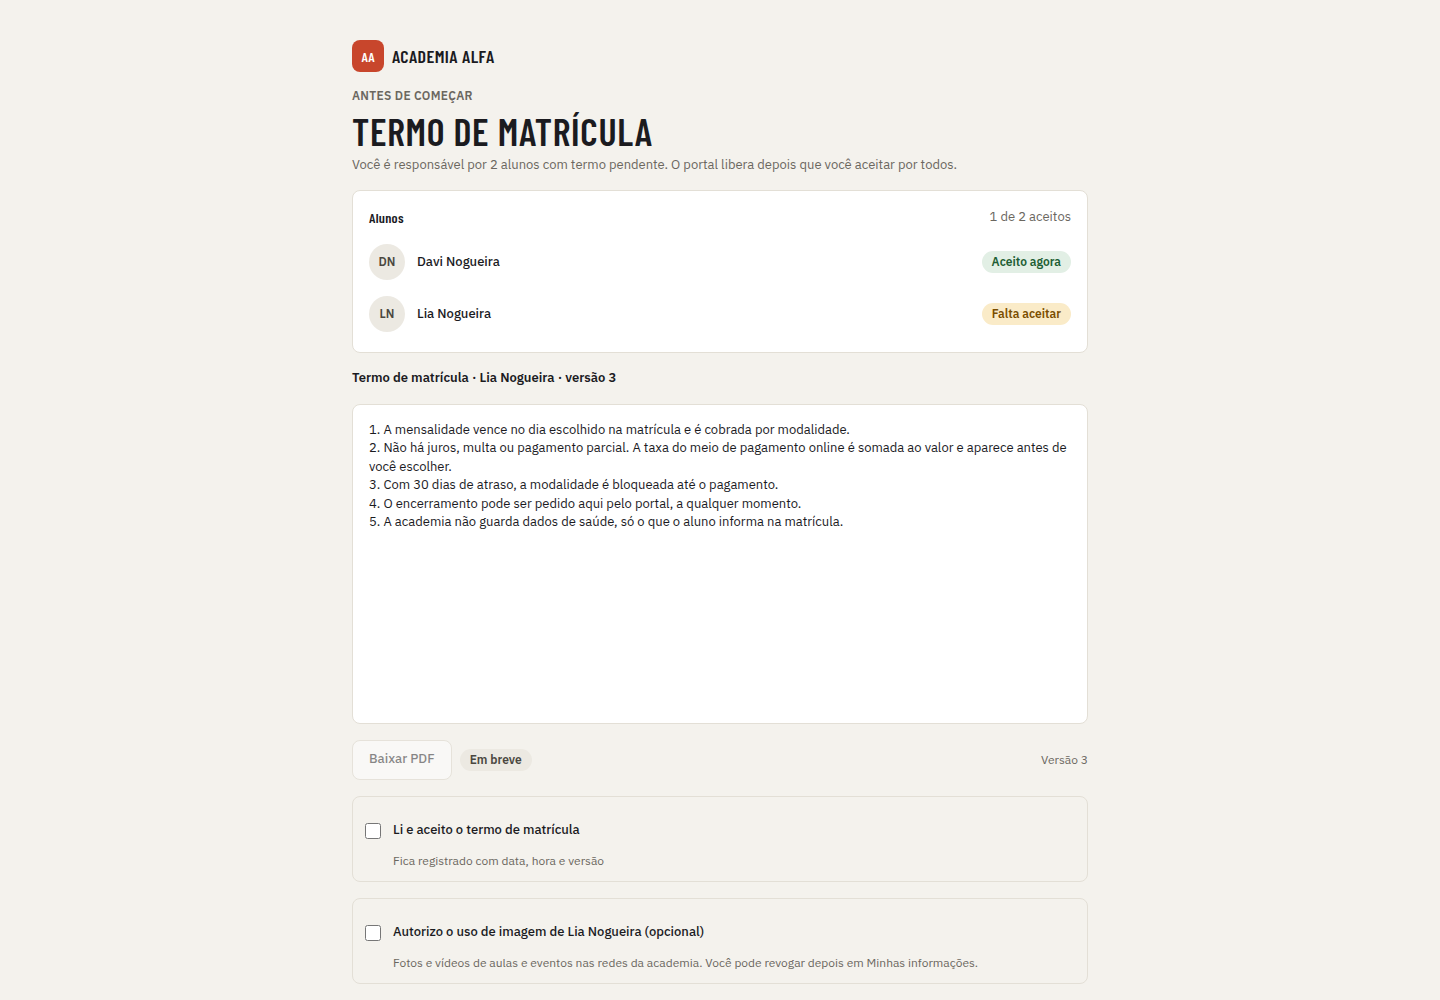 AA ACADEMIA ALFA
ANTES DE COMEÇAR
TERMO DE MATRÍCULA
Você é responsável por 2 alunos com termo pendente. O portal libera depois que você aceitar por todos.
Alunos 1 de 2 aceitos
DN Davi Nogueira Aceito agora
LN Lia Nogueira Falta aceitar
Termo de matrícula · Lia Nogueira · versão 3
1. A mensalidade vence no dia escolhido na matrícula e é cobrada por modalidade.
2. Não há juros, multa ou pagamento parcial. A taxa do meio de pagamento online é somada ao valor e aparece antes de
você escolher.
3. Com 30 dias de atraso, a modalidade é bloqueada até o pagamento.
4. O encerramento pode ser pedido aqui pelo portal, a qualquer momento.
5. A academia não guarda dados de saúde, só o que o aluno informa na matrícula.
Baixar PDF Em breve Versão 3
Li e aceito o termo de matrícula
Fica registrado com data, hora e versão
Autorizo o uso de imagem de Lia Nogueira (opcional)
Fotos e vídeos de aulas e eventos nas redes da academia. Você pode revogar depois em Minhas informações.